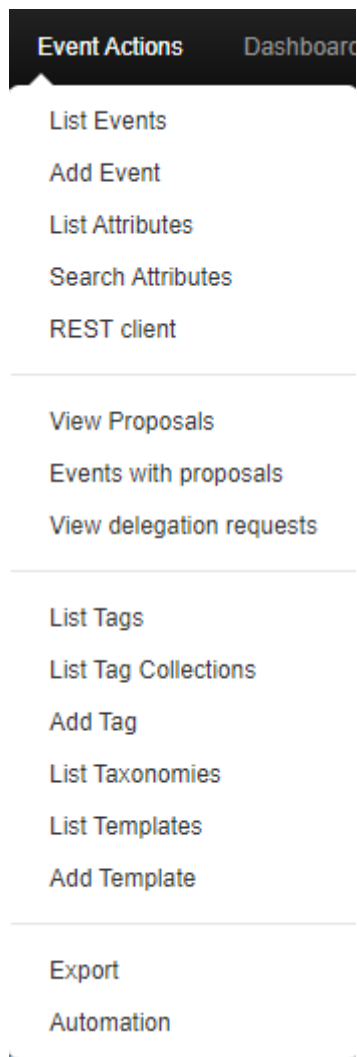 Event Actions Dashboard
List Events
Add Event
List Attributes
Search Attributes
REST client
View Proposals
Events with proposals
View delegation requests
List Tags
List Tag Collections
Add Tag
List Taxonomies
List Templates
Add Template
Export
Automation